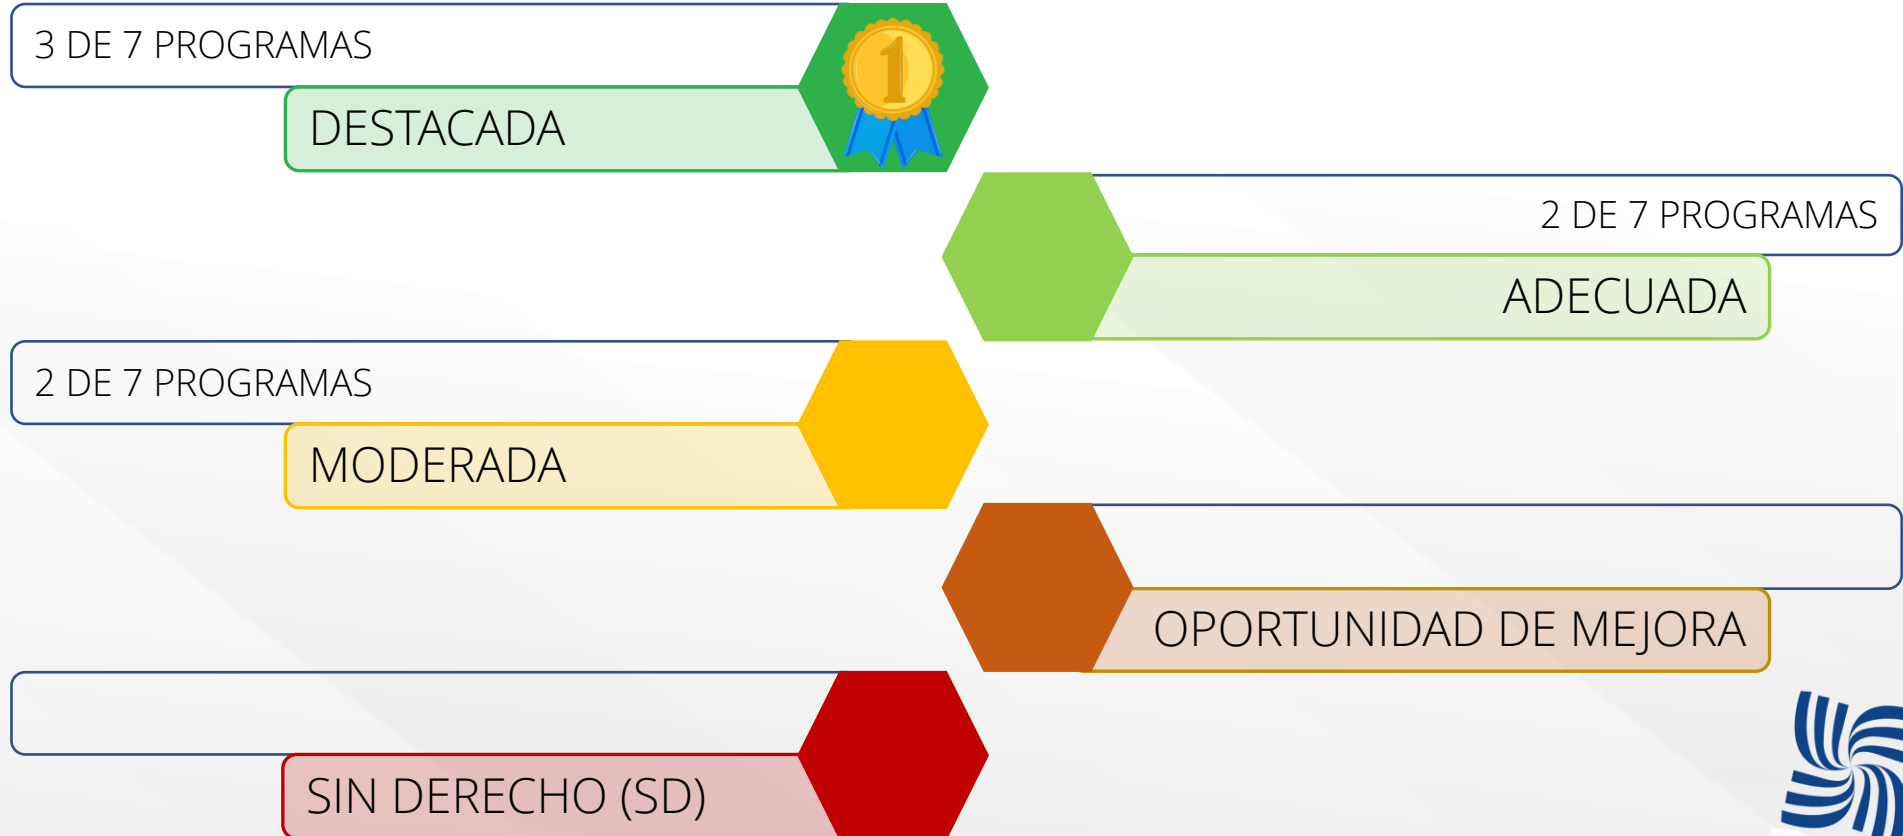 3 DE 7 PROGRAMAS
1
DESTACADA
2 DE 7 PROGRAMAS
ADECUADA
2 DE 7 PROGRAMAS
MODERADA
OPORTUNIDAD DE MEJORA
SIN DERECHO (SD)